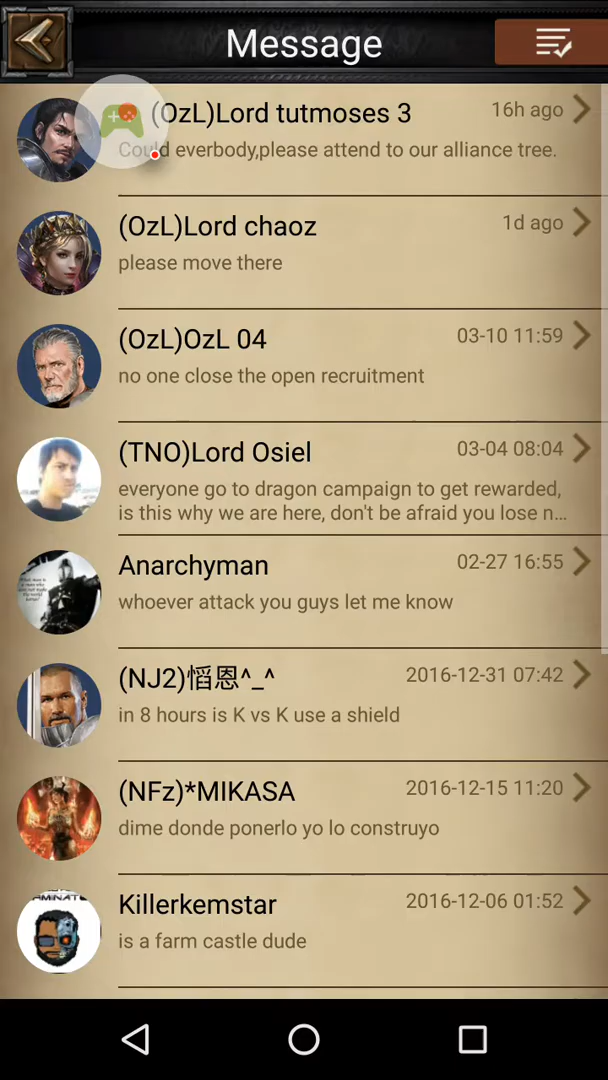 Message
(OzL)Lord tutmoses 3
16h ago
Could everbody,please attend to our alliance tree.
(OzL)Lord chaoz
1d ago
please move there
(OzL)OzL 04
03-10 11:59
no one close the open recruitment
(TNO)Lord Osiel
03-04 08:04
everyone go to dragon campaign to get rewarded,
is this why we are here, don't be afraid you lose n...
Anarchyman
02-27 16:55
whoever attack you guys let me know
(NJ2)慆恩^_^
2016-12-31 07:42
in 8 hours is K vs K use a shield
(NFz)*MIKASA
2016-12-15 11:20
dime donde ponerlo yo lo construyo
Killerkemstar
2016-12-06 01:52
is a farm castle dude